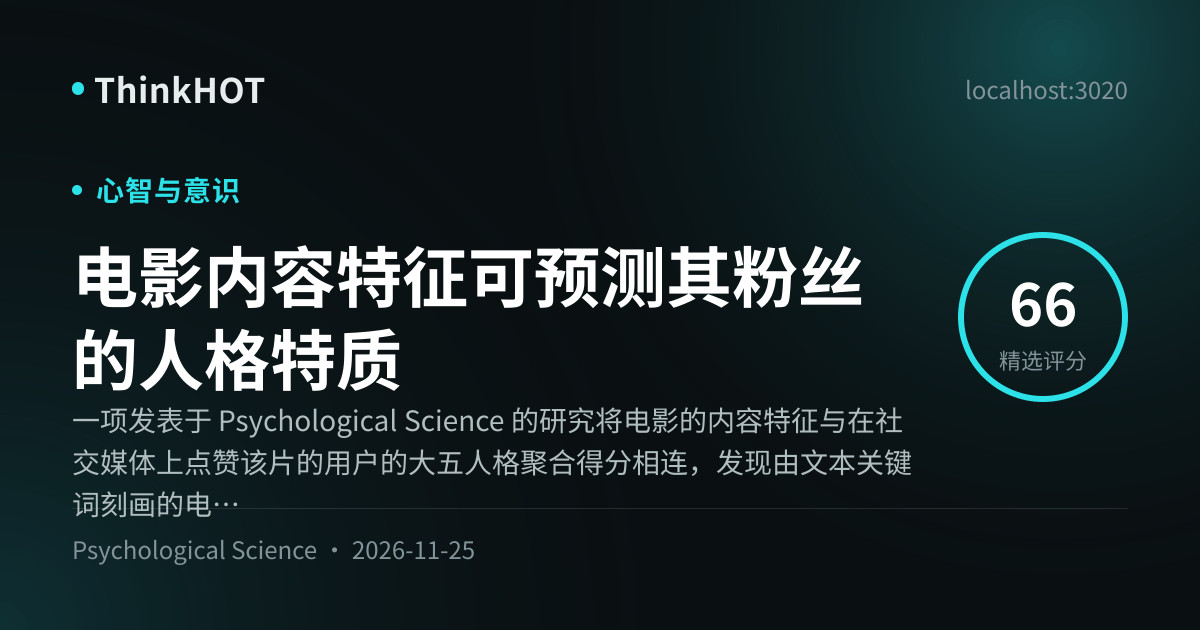 ThinkHOT
localhost:3020
心智与意识
电影内容特征可预测其粉丝
的人格特质
66
精选评分
一项发表于 Psychological Science 的研究将电影的内容特征与在社
交媒体上点赞该片的用户的大五人格聚合得分相连，发现由文本关键
词刻画的电…
Psychological Science · 2026-11-25